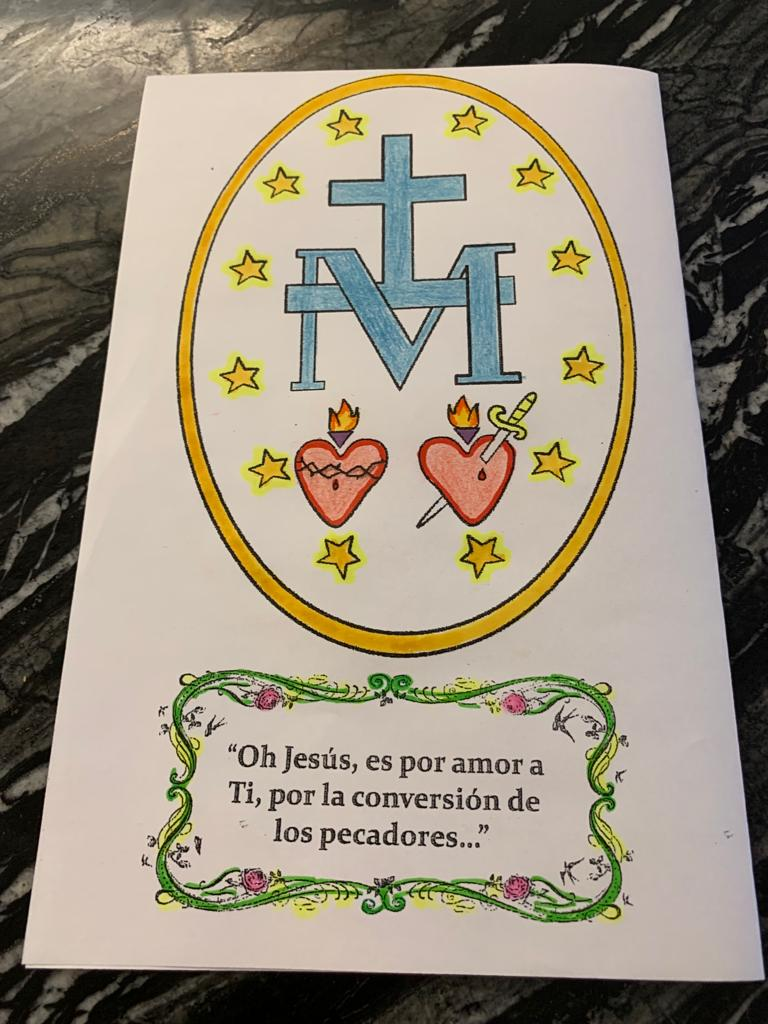 M
“Oh Jesús, es por amor a
Ti, por la conversión de
los pecadores...”